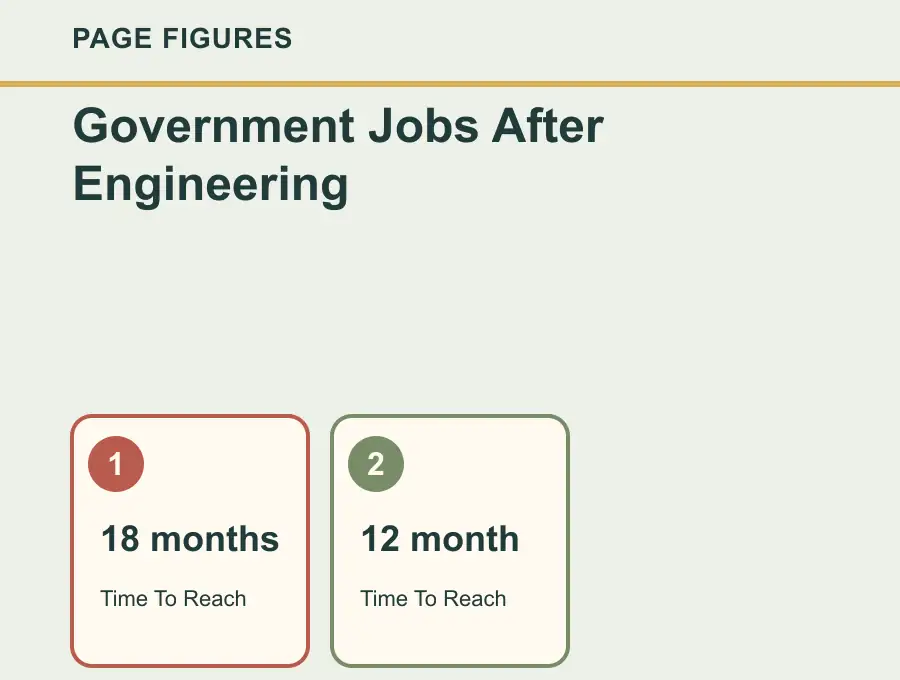 PAGE FIGURES
Government Jobs After
Engineering
1
18 months
Time To Reach
2
12 month
Time To Reach